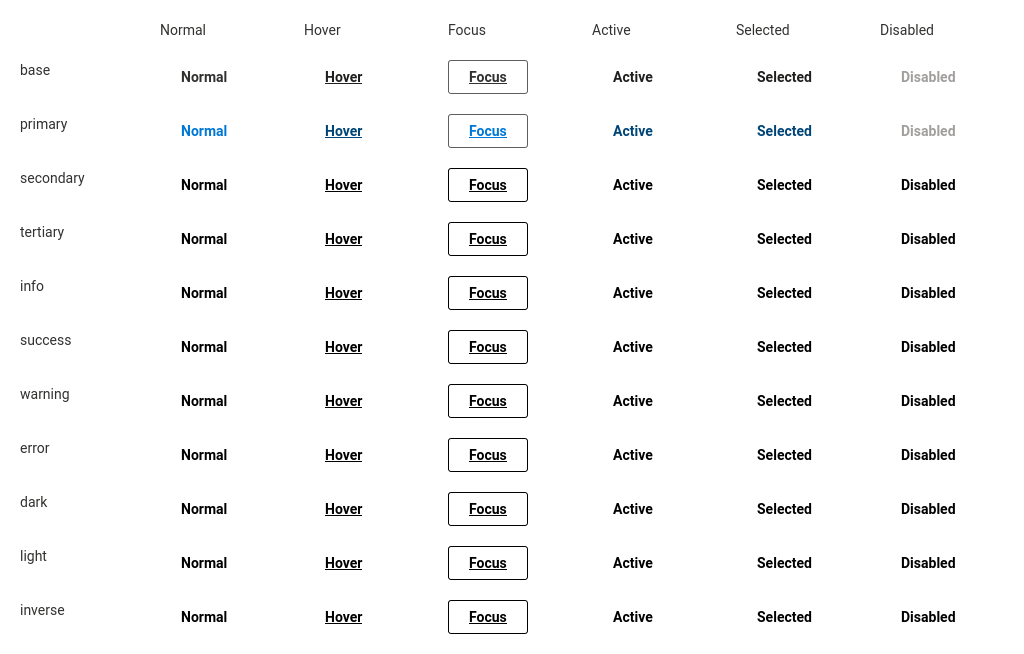 Normal Hover Focus Active Selected Disabled
base Normal Hover Focus Active Selected Disabled
primary Normal Hover Focus Active Selected Disabled
secondary Normal Hover Focus Active Selected Disabled
tertiary Normal Hover Focus Active Selected Disabled
info Normal Hover Focus Active Selected Disabled
success Normal Hover Focus Active Selected Disabled
warning Normal Hover Focus Active Selected Disabled
error Normal Hover Focus Active Selected Disabled
dark Normal Hover Focus Active Selected Disabled
light Normal Hover Focus Active Selected Disabled
inverse Normal Hover Focus Active Selected Disabled